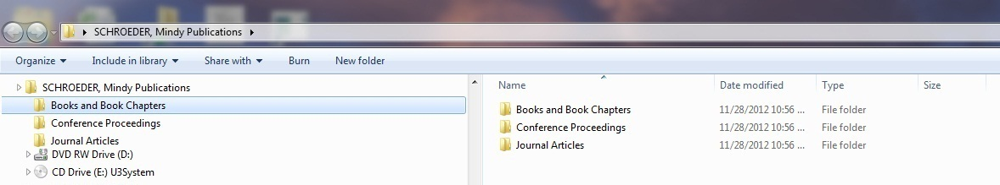 SCHROEDER, Mindy Publications
Organize Include in library Share with Burn New folder
SCHROEDER, Mindy Publications
Books and Book Chapters
Conference Proceedings
Journal Articles
DVD RW Drive (D:)
CD Drive (E:) U3System
Name Date modified Type Size
Books and Book Chapters 11/28/2012 10:56 ... File folder
Conference Proceedings 11/28/2012 10:56 ... File folder
Journal Articles 11/28/2012 10:56 ... File folder